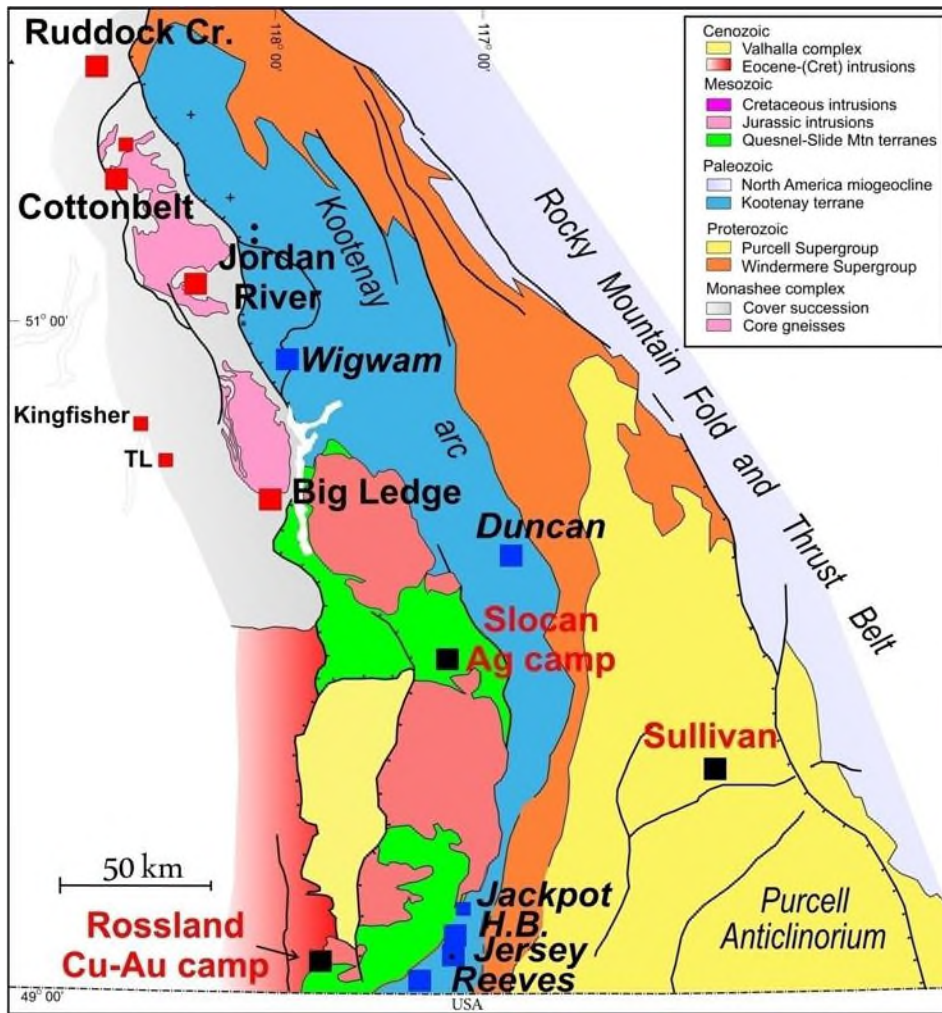 Ruddock Cr.
118° 00'
117° 00'
Cenozoic
Valhalla complex
Eocene-(Cret) intrusions
Mesozoic
Cretaceous intrusions
Jurassic intrusions
Quesnel-Slide Mtn terranes
Paleozoic
North America miogeocline
Kootenay terrane
Proterozoic
Purcell Supergroup
Windermere Supergroup
Monashee complex
Cover succession
Core gneisses
Cottonbelt
Kootenay
arc
Rocky Mountain Fold and Thrust Belt
Jordan
River
51° 00'
Wigwam
Kingfisher
TL
Big Ledge
Duncan
Slocan
Ag camp
Sullivan
50 km
Rossland
Cu-Au camp
Jackpot
H.B.
Jersey
Reeves
Purcell
Anticlinorium
49° 00'
USA